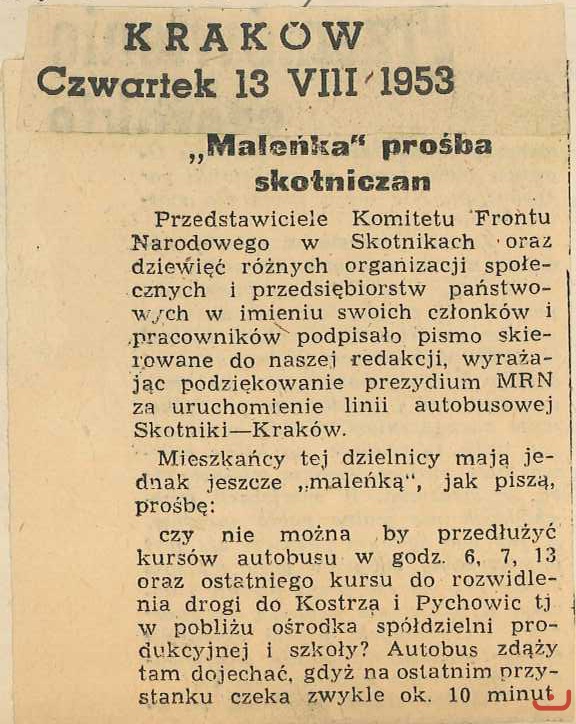 KRAKÓW
Czwartek 13 VIII 1953
„Maleńka" prośba
skotniczan
Przedstawiciele Komitetu Frontu
Narodowego w Skotnikach oraz
dziewięć różnych organizacji społe-
cznych i przedsiębiorstw państwo-
wych w imieniu swoich członków i
pracowników podpisało pismo skie-
rowane do naszej redakcji, wyraża-
jąc podziękowanie prezydium MRN
za uruchomienie linii autobusowej
Skotniki—Kraków.
Mieszkańcy tej dzielnicy mają je-
dnak jeszcze „maleńką", jak piszą,
prośbę:
czy nie można by przedłużyć
kursów autobusu w godz. 6, 7, 13
oraz ostatniego kursu do rozwidle-
nia drogi do Kostrza i Pychowic tj
w pobliżu ośrodka spółdzielni pro-
dukcyjnej i szkoły? Autobus zdąży
tam dojechać, gdyż na ostatnim przy-
stanku czeka zwykle ok. 10 minut